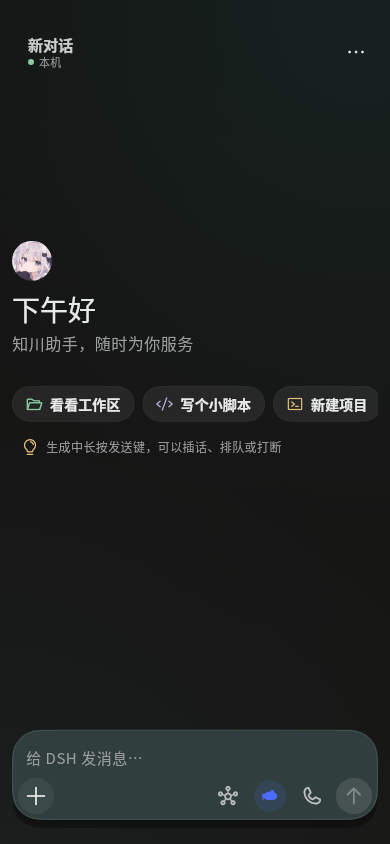 新对话
本机
下午好
知川助手，随时为你服务
看看工作区
写个小脚本
新建项目
生成中长按发送键，可以插话、排队或打断
给 DSH 发消息…